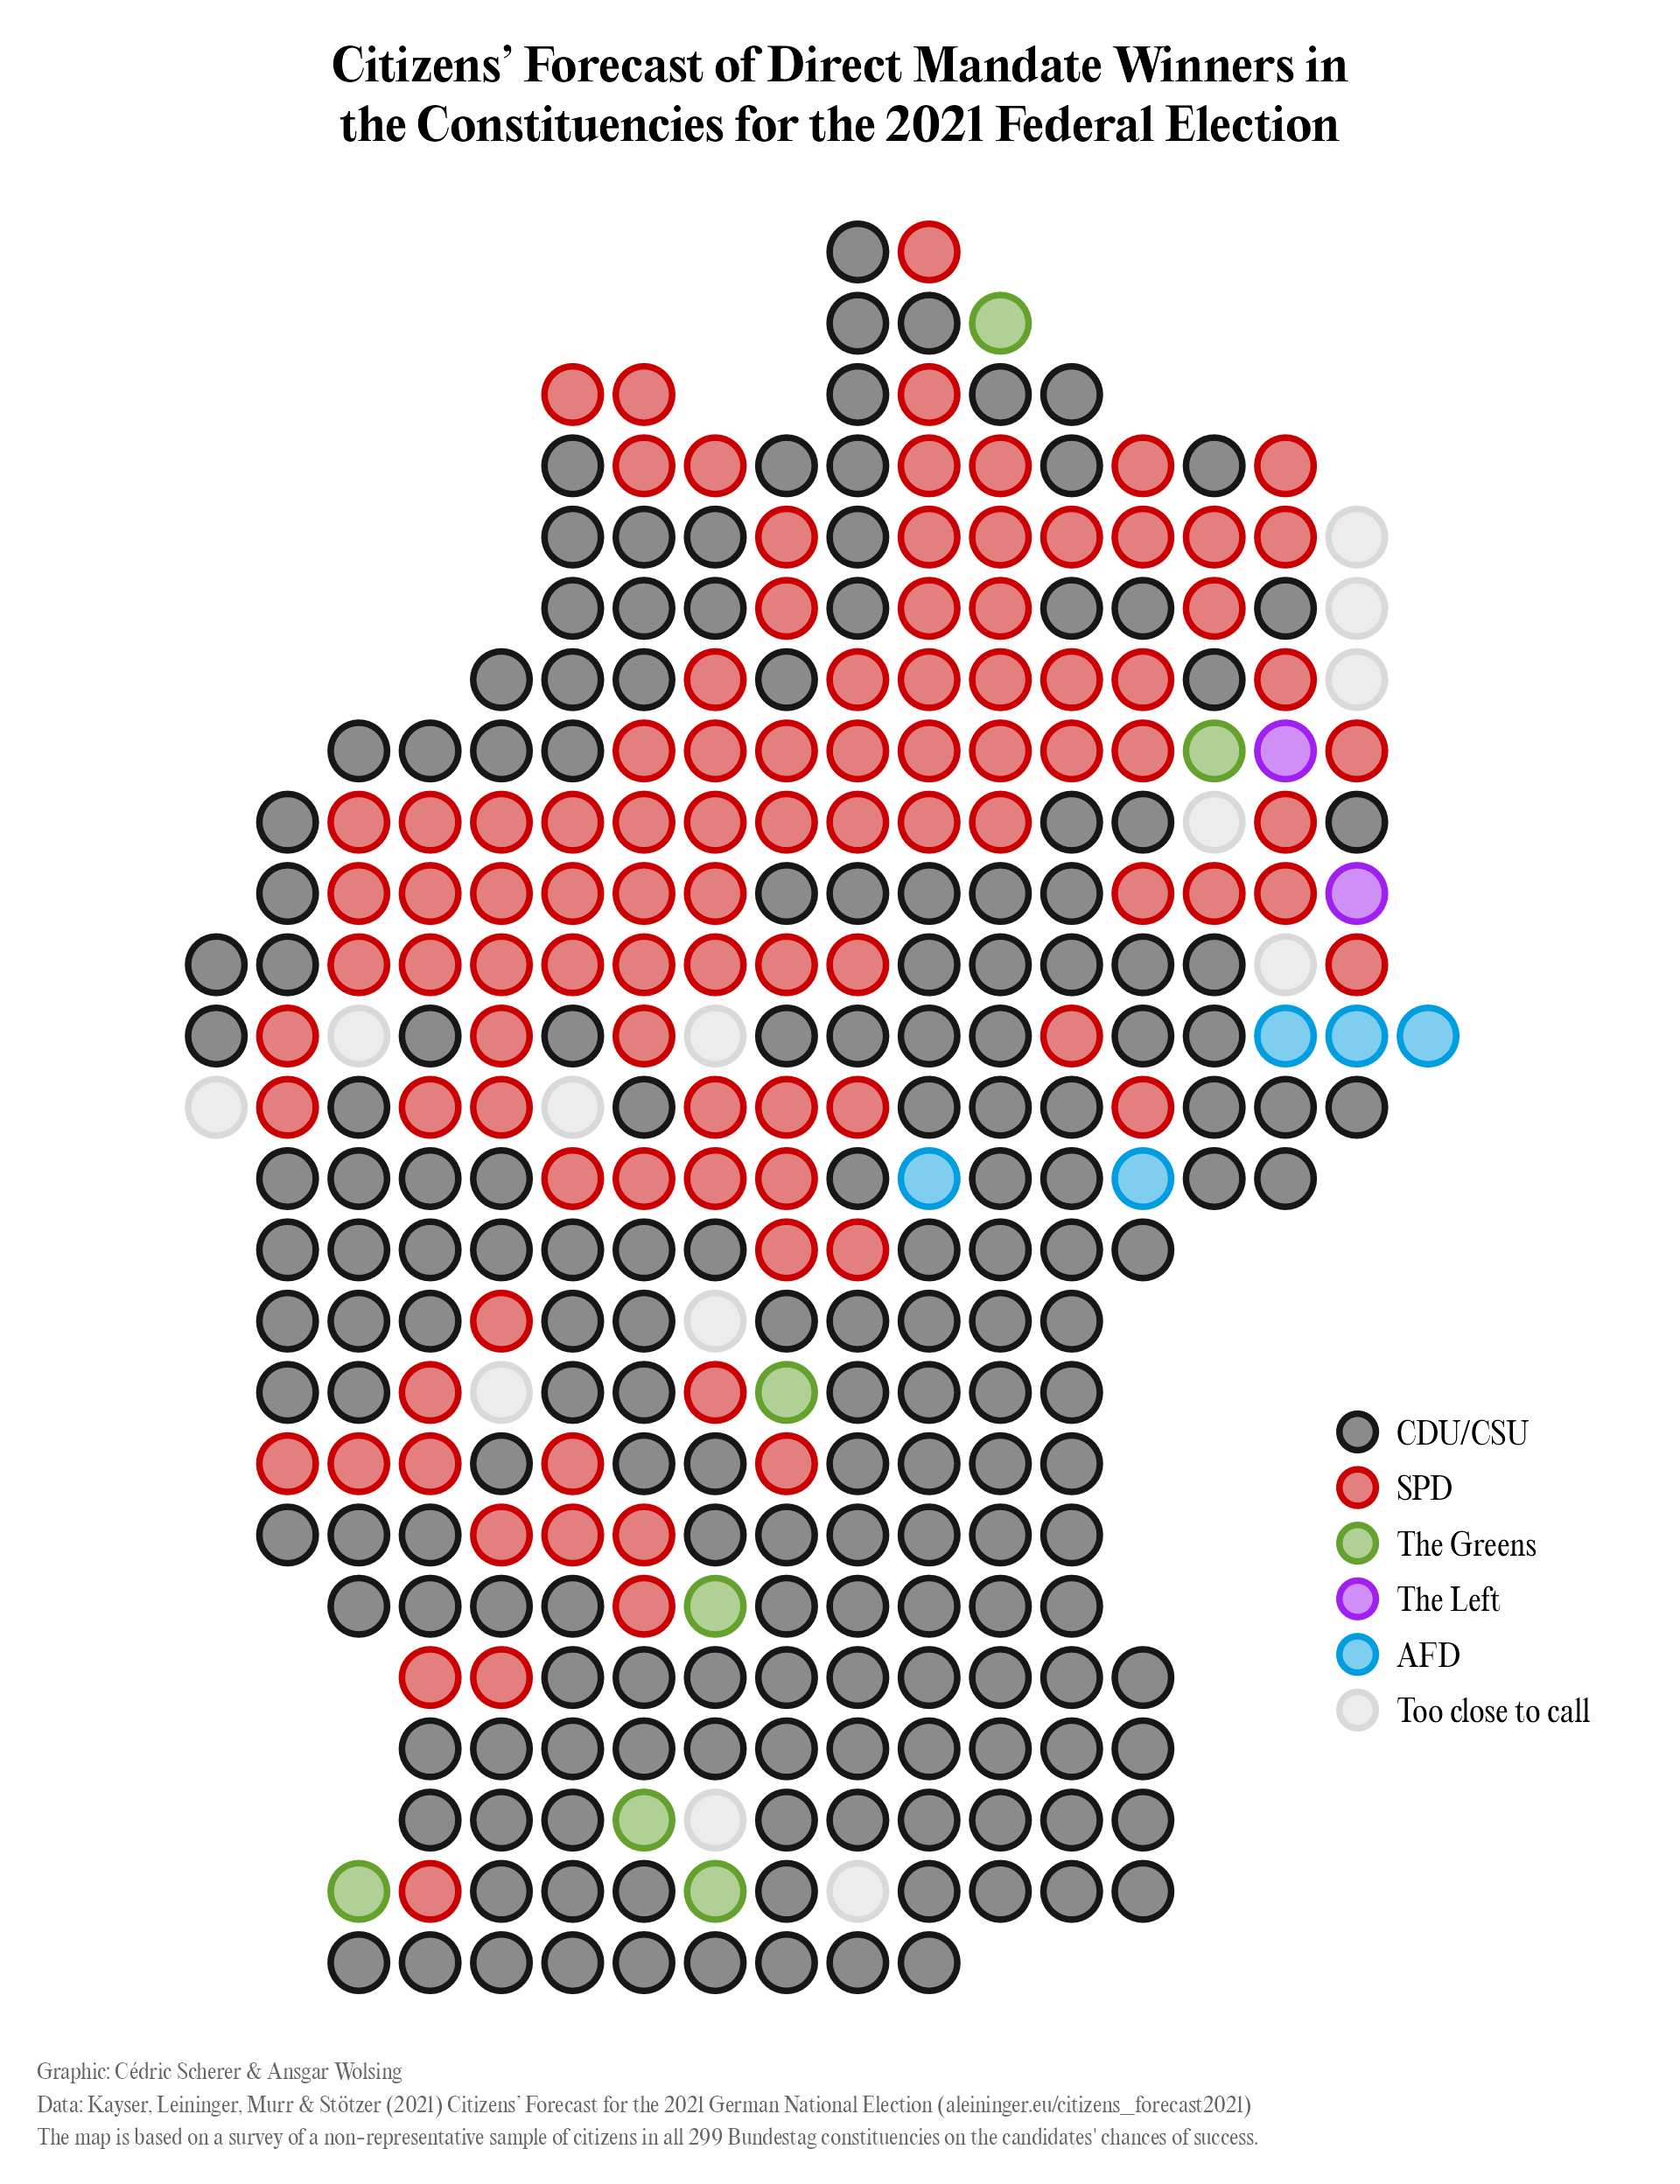 Citizens’ Forecast of Direct Mandate Winners in
the Constituencies for the 2021 Federal Election
CDU/CSU
SPD
The Greens
The Left
AFD
Too close to call
Graphic: Cédric Scherer & Ansgar Wolsing
Data: Kayser, Leininger, Murr & Stötzer (2021) Citizens’ Forecast for the 2021 German National Election (aleininger.eu/citizens_forecast2021)
The map is based on a survey of a non-representative sample of citizens in all 299 Bundestag constituencies on the candidates' chances of success.